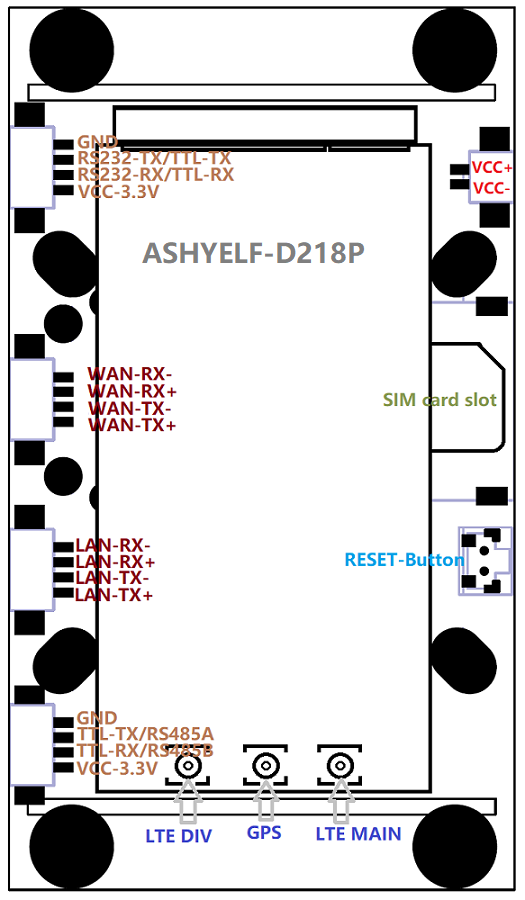 GND
RS232-TX/TTL-TX
RS232-RX/TTL-RX
VCC-3.3V
VCC+
VCC-
ASHYELF-D218P
WAN-RX-
WAN-RX+
WAN-TX-
WAN-TX+
SIM card slot
LAN-RX-
LAN-RX+
LAN-TX-
LAN-TX+
RESET-Button
GND
TTL-TX/RS485A
TTL-RX/RS485B
VCC-3.3V
LTE DIV
GPS
LTE MAIN